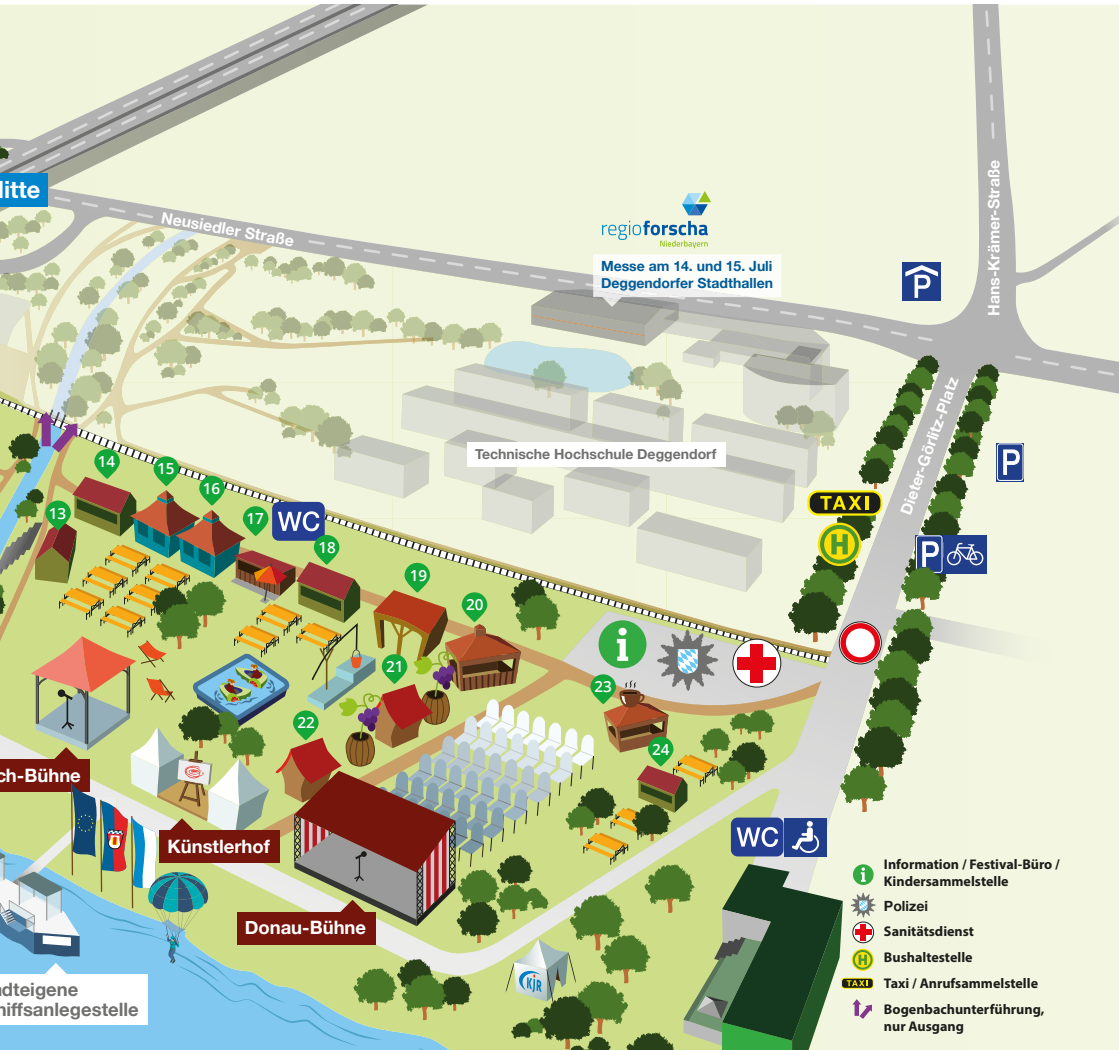 Mitte
Neusiedler Straße
Hans-Krämer-Straße
regioforscha
Niederbayern
Messe am 14. und 15. Juli
Deggendorfer Stadthallen
P
Dieter-Görlitz-Platz
Technische Hochschule Deggendorf
P
TAXI
H
P
14
15
16
13
17
WC
18
19
20
i
21
23
22
24
ch-Bühne
Künstlerhof
Donau-Bühne
WC
KJR
adteigene
hiffsanlegestelle
i Information / Festival-Büro /
Kindersammelstelle
Polizei
Sanitätsdienst
H Bushaltestelle
TAXI Taxi / Anrufsammelstelle
Bogenbachunterführung,
nur Ausgang